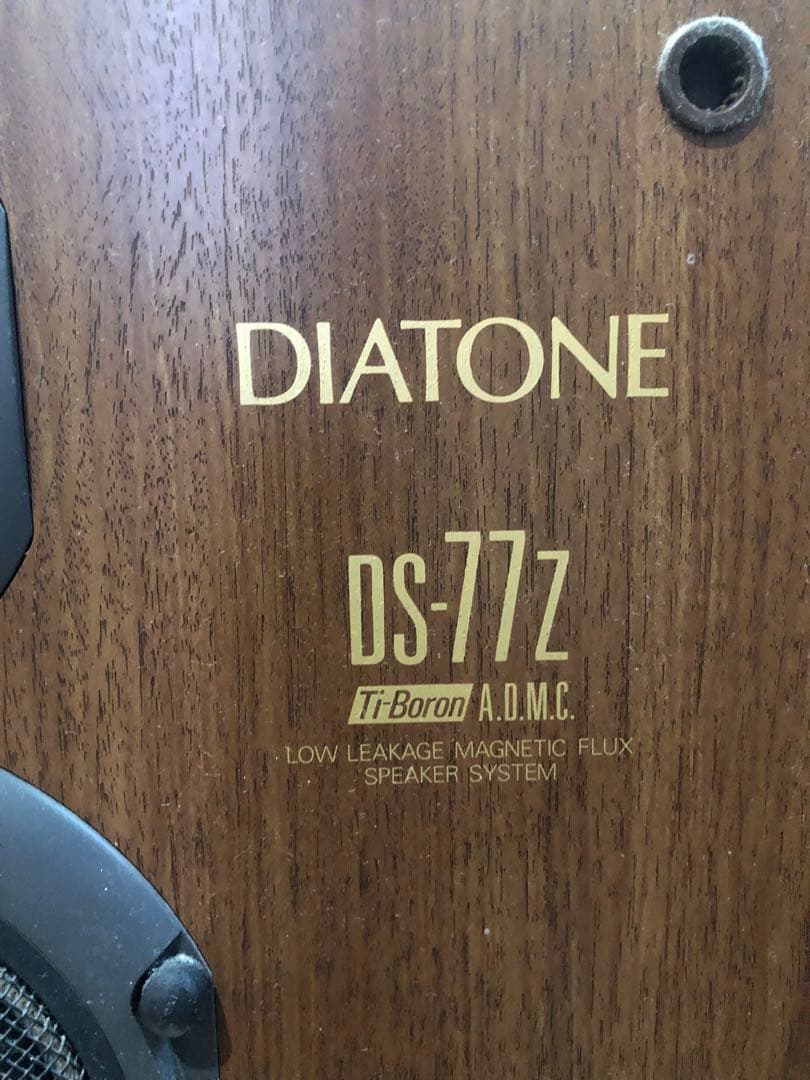 DIATONE
DS-77Z
Ti-Boron A.D.M.C.
LOW LEAKAGE MAGNETIC FLUX
SPEAKER SYSTEM